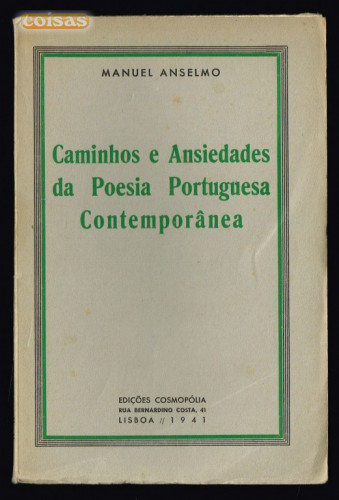 coisas
MANUEL ANSELMO
Caminhos e Ansiedades
da Poesia Portuguesa
Contemporânea
EDIÇÕES COSMOPÓLIA
RUA BERNARDINO COSTA, 41
LISBOA // 1941